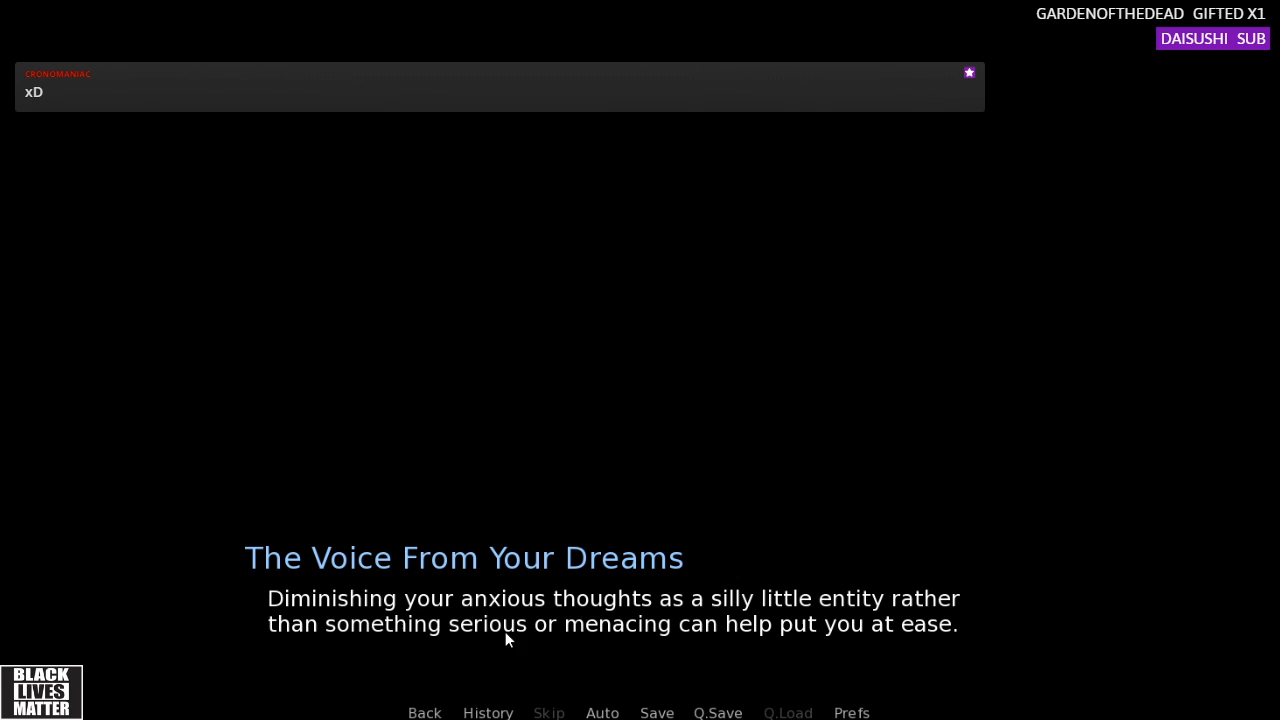 GARDENOFTHEDEAD GIFTED X1
DAISUSHI SUB
CRONOMANIAC
xD
The Voice From Your Dreams
Diminishing your anxious thoughts as a silly little entity rather
than something serious or menacing can help put you at ease.
BLACK
LIVES
MATTER
Back History Skip Auto Save Q.Save Q.Load Prefs